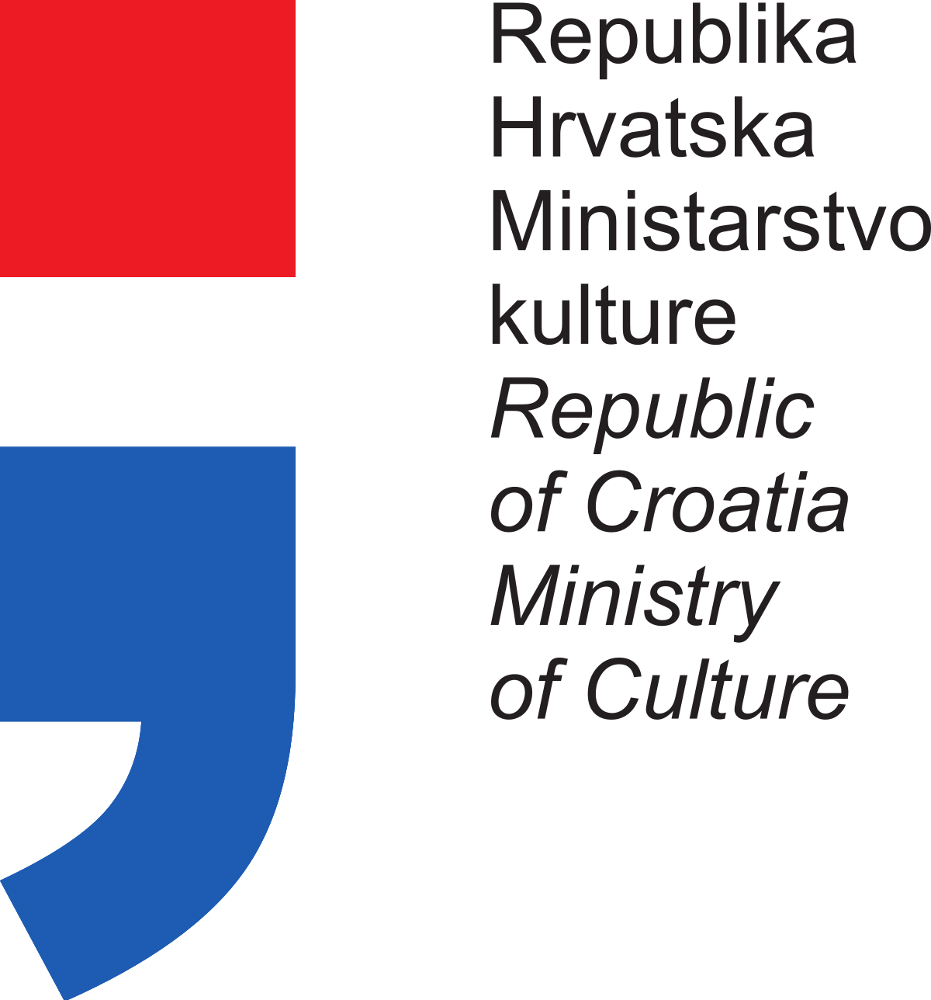 Republika
Hrvatska
Ministarstvo
kulture
Republic
of Croatia
Ministry
of Culture